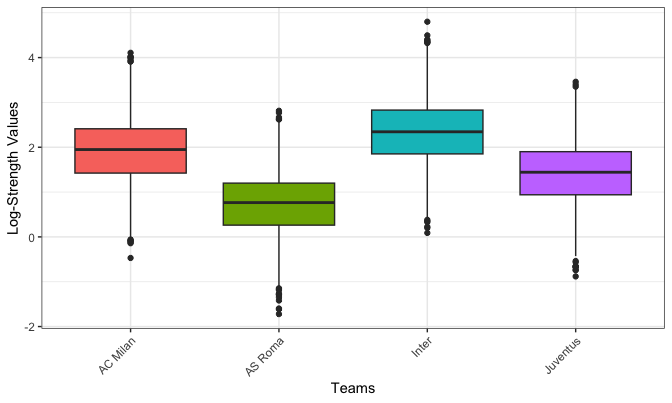 Log-Strength Values
4
2
0
-2
AC Milan
AS Roma
Inter
Juventus
Teams